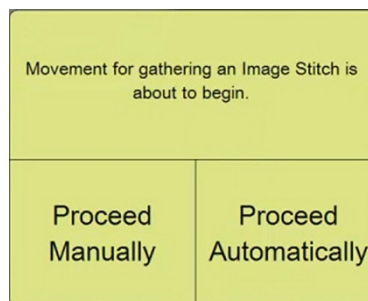 Movement for gathering an Image Stitch is
about to begin.
Proceed
Manually
Proceed
Automatically